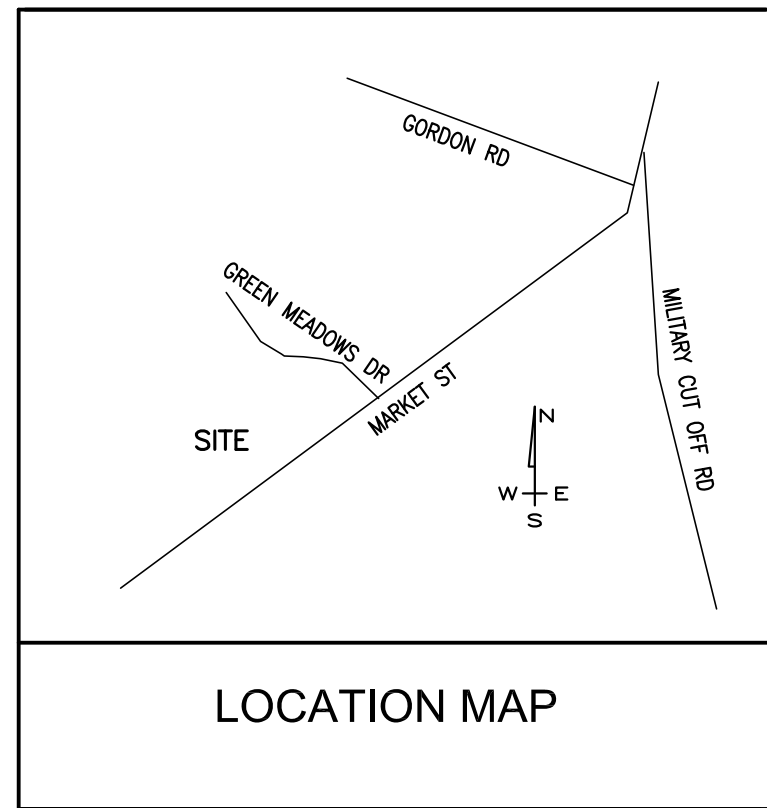 GORDON RD
GREEN MEADOWS DR
MARKET ST
MILITARY CUT OFF RD
SITE
N
W E
S
LOCATION MAP